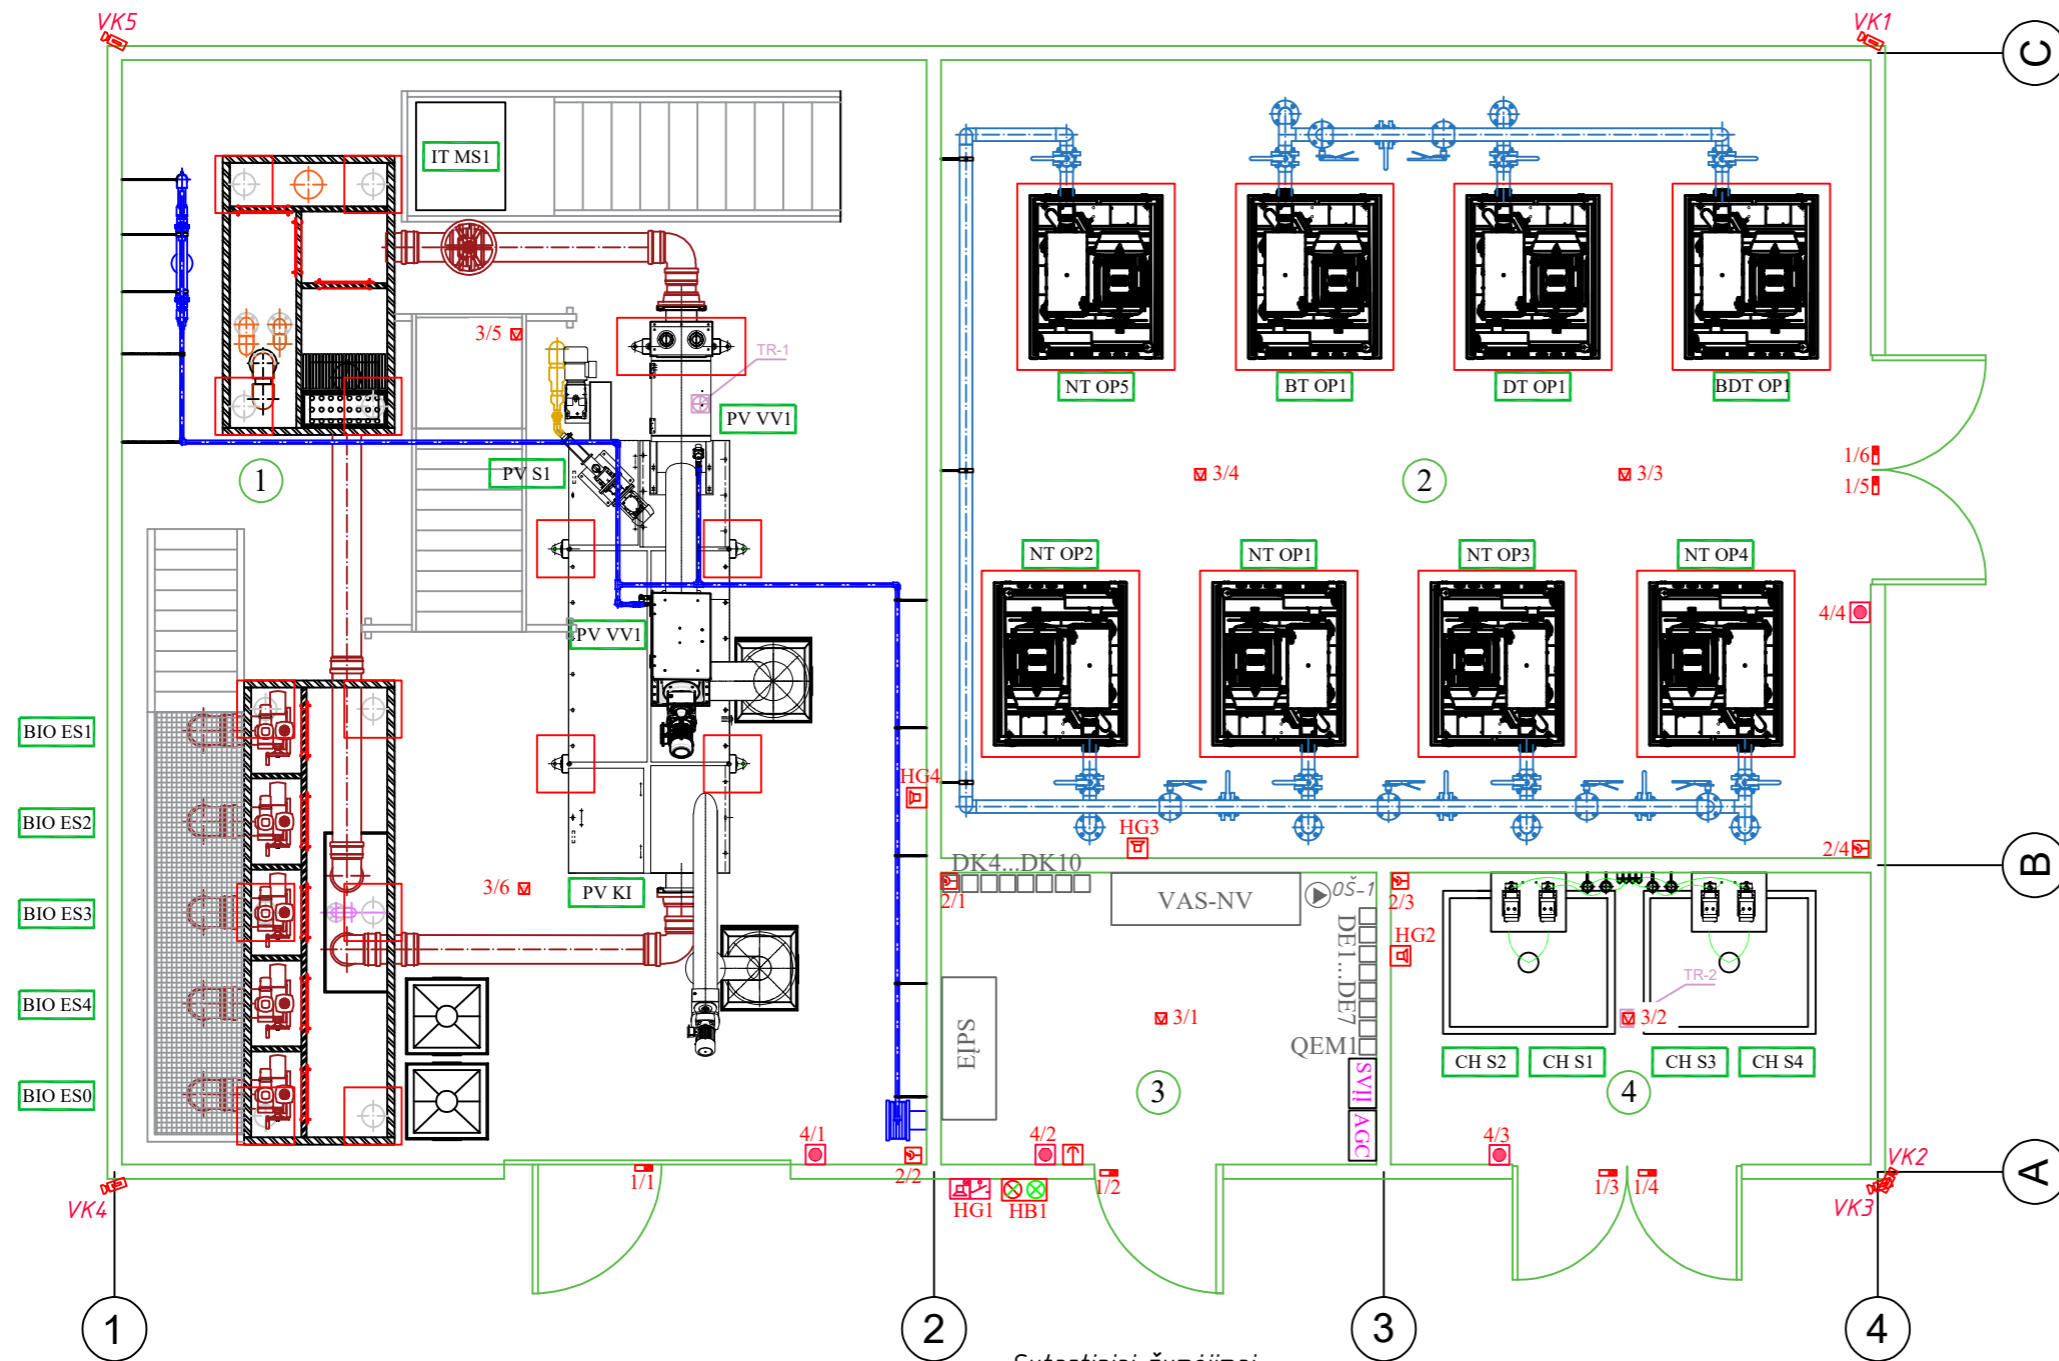 VK5
VK1
C
IT MS1
3/5
TR-1
NT OP5
BT OP1
DT OP1
BDT OP1
PV VV1
1/6
1
PV S1
3/4
2
3/3
1/5
NT OP2
NT OP1
NT OP3
NT OP4
4/4
PV VV1
BIO ES1
HG4
BIO ES2
HG3
2/4
B
DK4...DK10
3/6
PV KI
2/1
VAS-NV
OŠ-1
2/3
BIO ES3
HG2
DE1...DE7
TR-2
BIO ES4
3/1
3/2
EĮPS
QEM1
CH S2
CH S1
CH S3
CH S4
BIO ES0
3
SVĮĮ
4
AGC
4/1
4/2
4/3
2/2
1/1
1/2
1/3
1/4
VK2
A
VK4
HG1
HB1
VK3
1
2
3
4
Sutartiniai žymėjimai